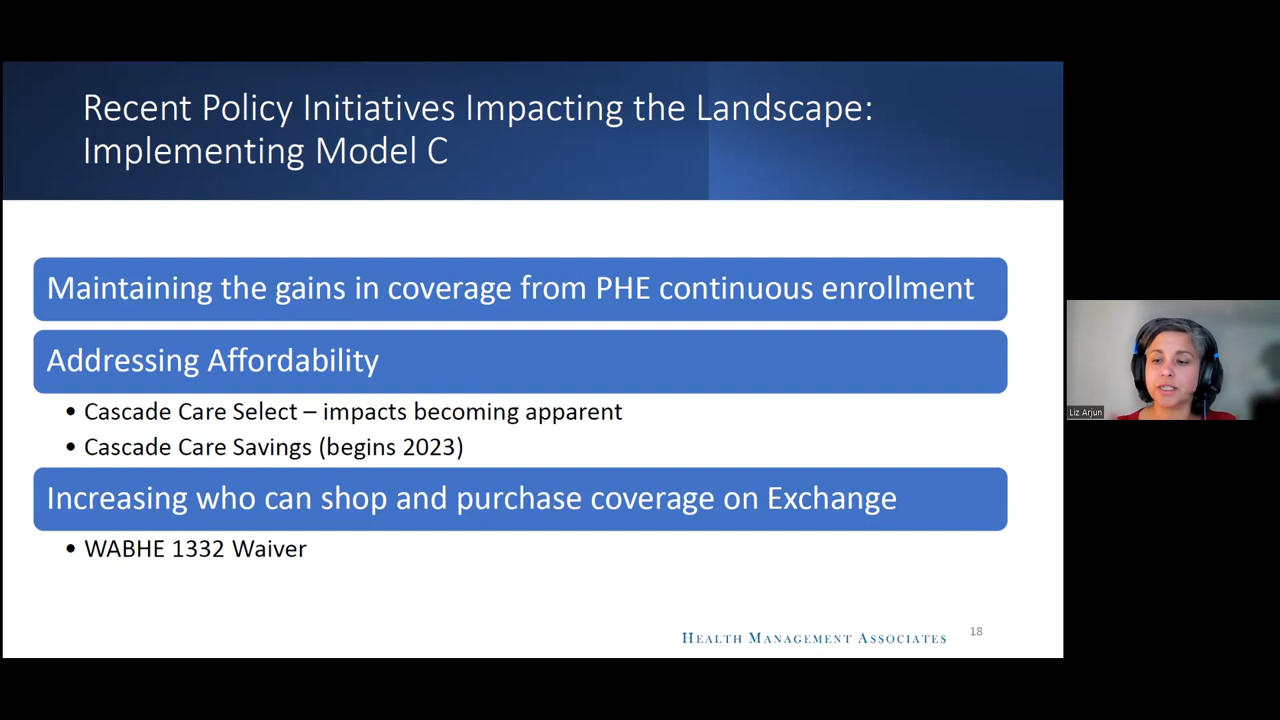 Recent Policy Initiatives Impacting the Landscape:
Implementing Model C
Maintaining the gains in coverage from PHE continuous enrollment
Addressing Affordability
• Cascade Care Select – impacts becoming apparent
• Cascade Care Savings (begins 2023)
Increasing who can shop and purchase coverage on Exchange
• WABHE 1332 Waiver
HEALTH MANAGEMENT ASSOCIATES
18
Liz Arjun